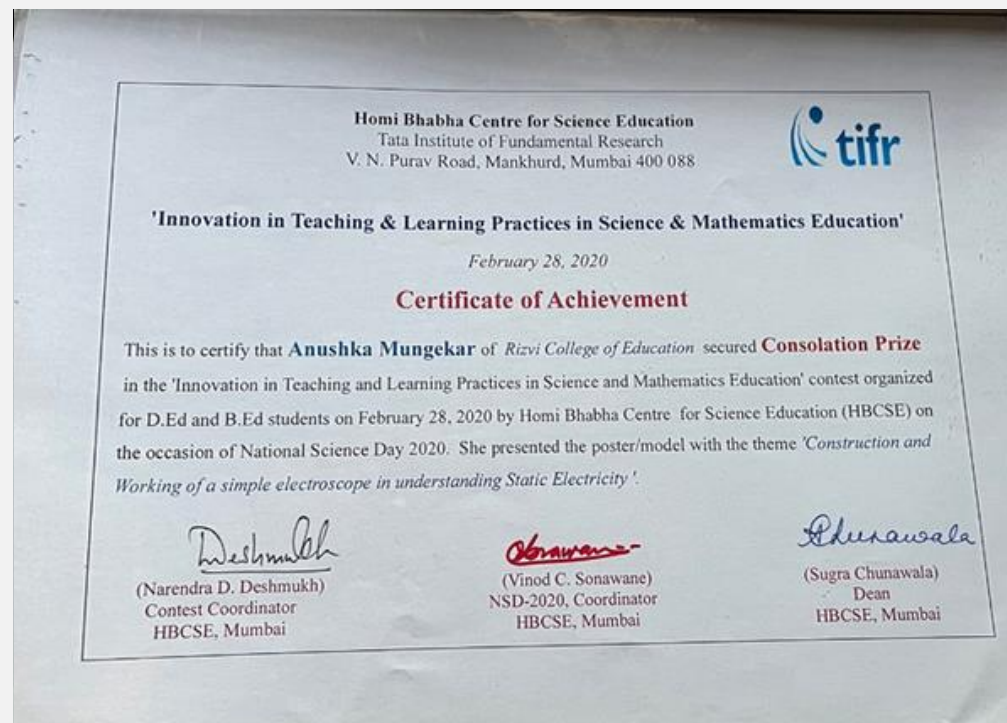 Homi Bhabha Centre for Science Education
Tata Institute of Fundamental Research
V. N. Purav Road, Mankhurd, Mumbai 400 088
tifr
'Innovation in Teaching & Learning Practices in Science & Mathematics Education'
February 28, 2020
Certificate of Achievement
This is to certify that Anushka Mungekar of Rizvi College of Education secured Consolation Prize
in the 'Innovation in Teaching and Learning Practices in Science and Mathematics Education' contest organized
for D.Ed and B.Ed students on February 28, 2020 by Homi Bhabha Centre for Science Education (HBCSE) on
the occasion of National Science Day 2020. She presented the poster/model with the theme 'Construction and
Working of a simple electroscope in understanding Static Electricity '.
Deshmukh
(Narendra D. Deshmukh)
Contest Coordinator
HBCSE, Mumbai
(Vinod C. Sonawane)
NSD-2020, Coordinator
HBCSE, Mumbai
Chunawala
(Sugra Chunawala)
Dean
HBCSE, Mumbai